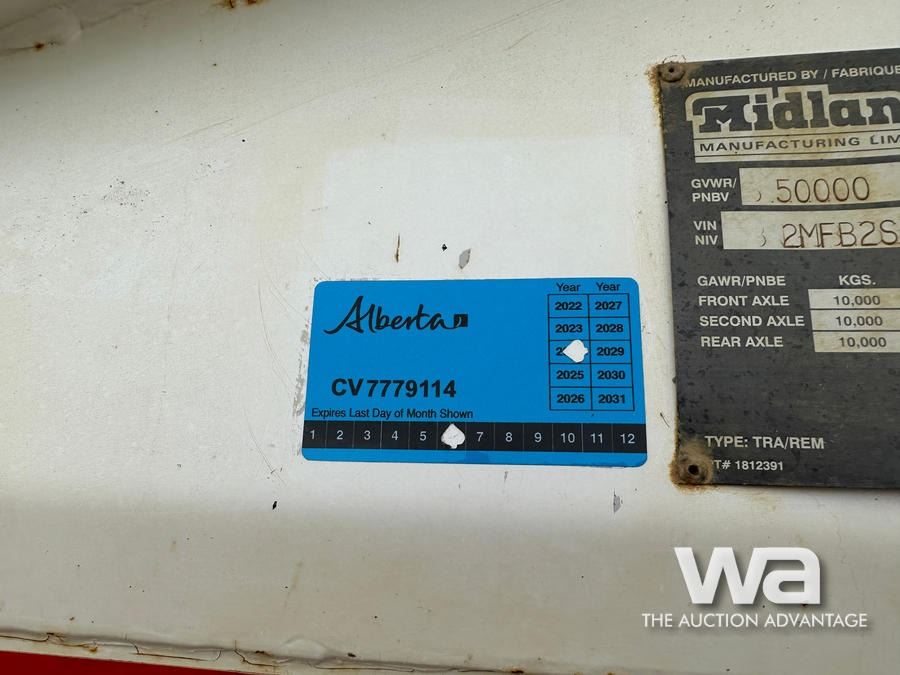 MANUFACTURED BY / FABRIQUE
Midlan
MANUFACTURING LIM
GVWR/
PNBV
50000
VIN
NIV
2MFB2S
GAWR/PNBE KGS.
FRONT AXLE 10,000
SECOND AXLE 10,000
REAR AXLE 10,000
TYPE: TRA/REM
T# 1812391
Alberta
Year Year
2022 2027
2023 2028
2029
2025 2030
2026 2031
CV7779114
Expires Last Day of Month Shown
1 2 3 4 5 7 8 9 10 11 12
wa
THE AUCTION ADVANTAGE